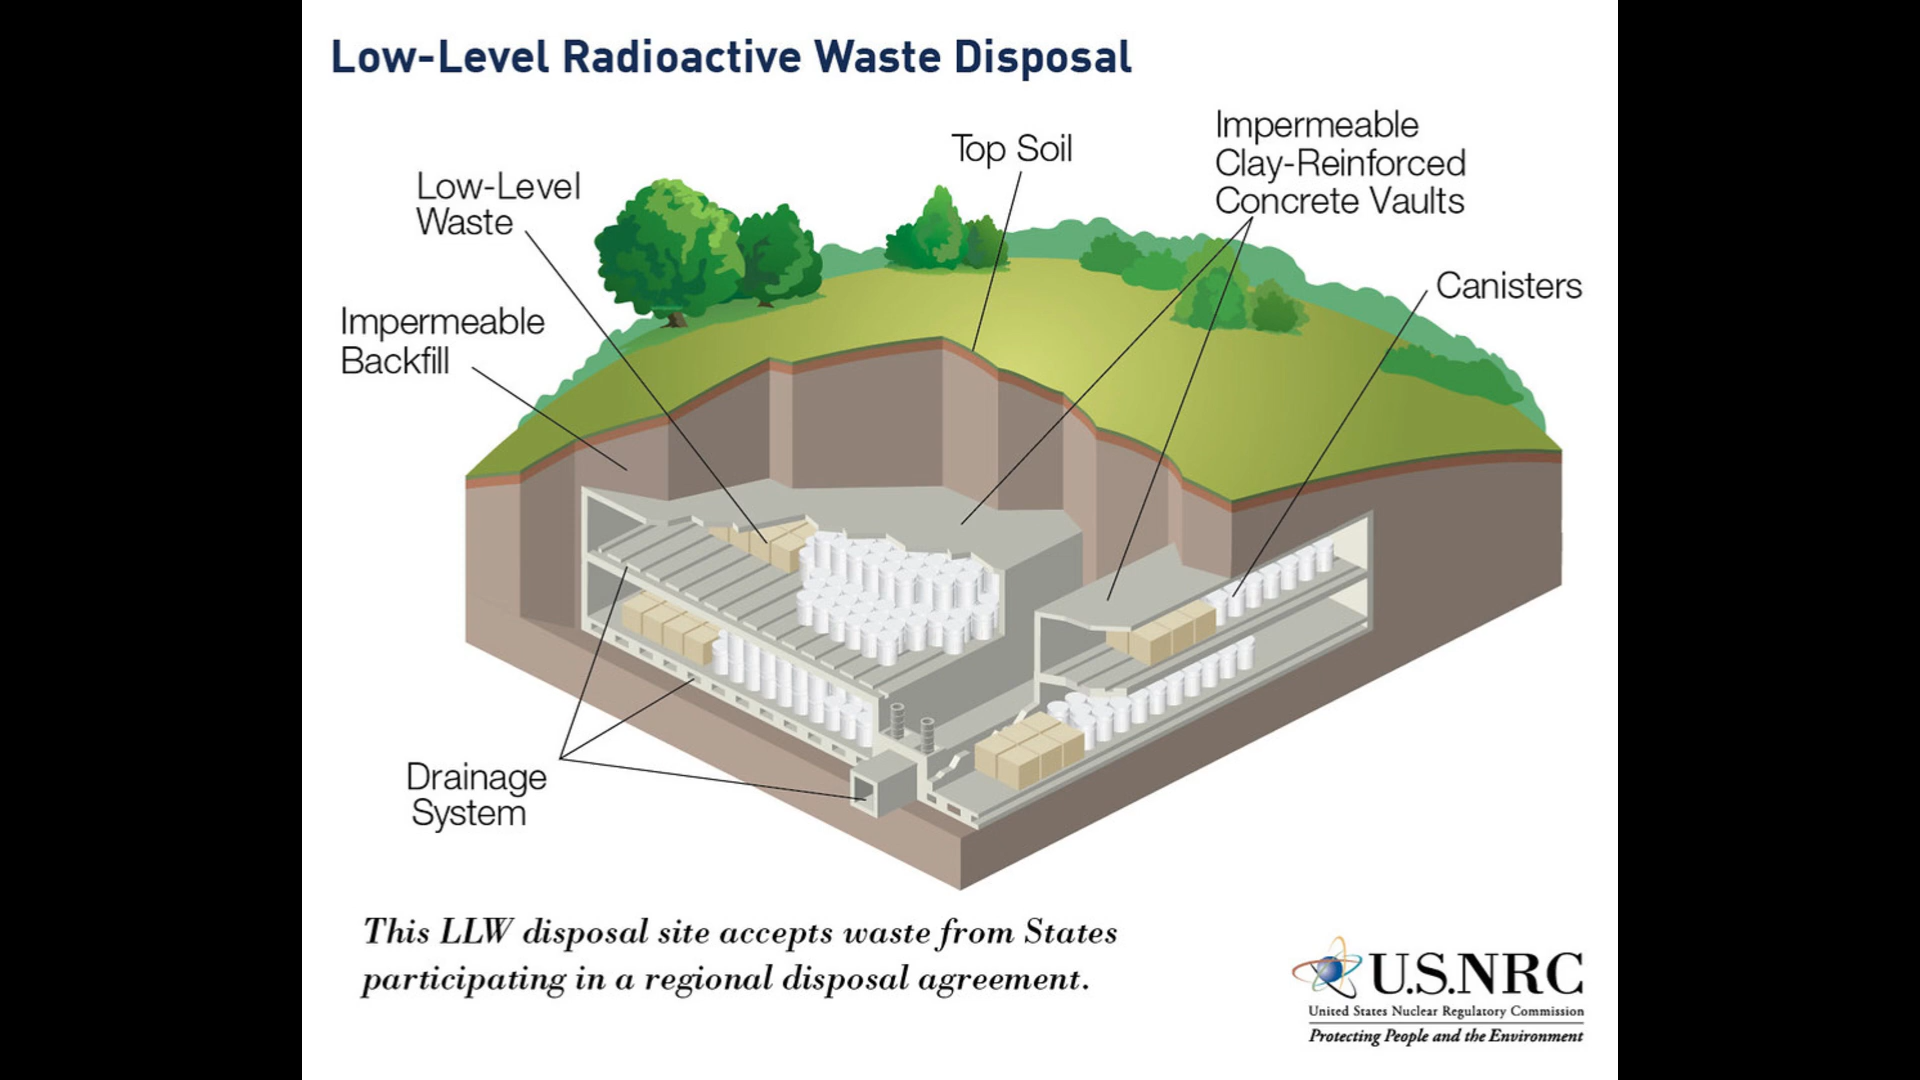 Low-Level Radioactive Waste Disposal
Top Soil
Impermeable
Clay-Reinforced
Concrete Vaults
Low-Level
Waste
Canisters
Impermeable
Backfill
Drainage
System
This LLW disposal site accepts waste from States
participating in a regional disposal agreement.
U.S.NRC
United States Nuclear Regulatory Commission
Protecting People and the Environment